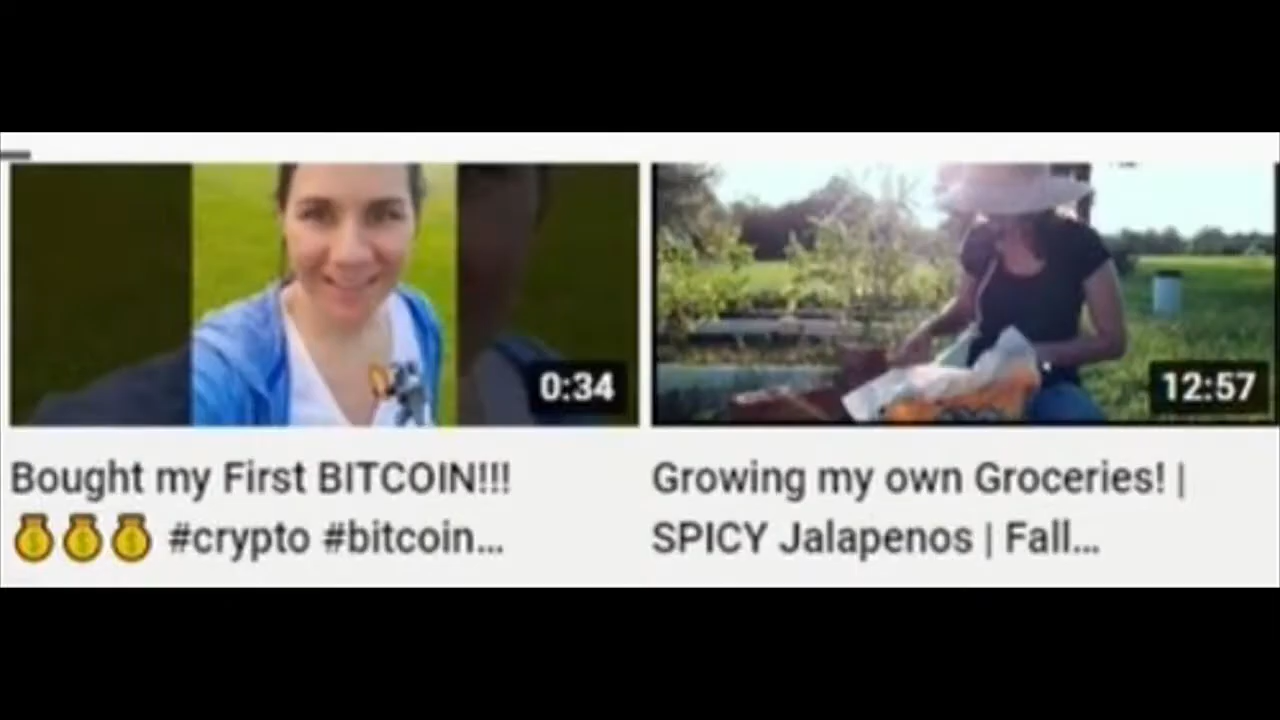 0:34
12:57
Bought my First BITCOIN!!!
💰💰💰 #crypto #bitcoin...
Growing my own Groceries! |
SPICY Jalapenos | Fall...